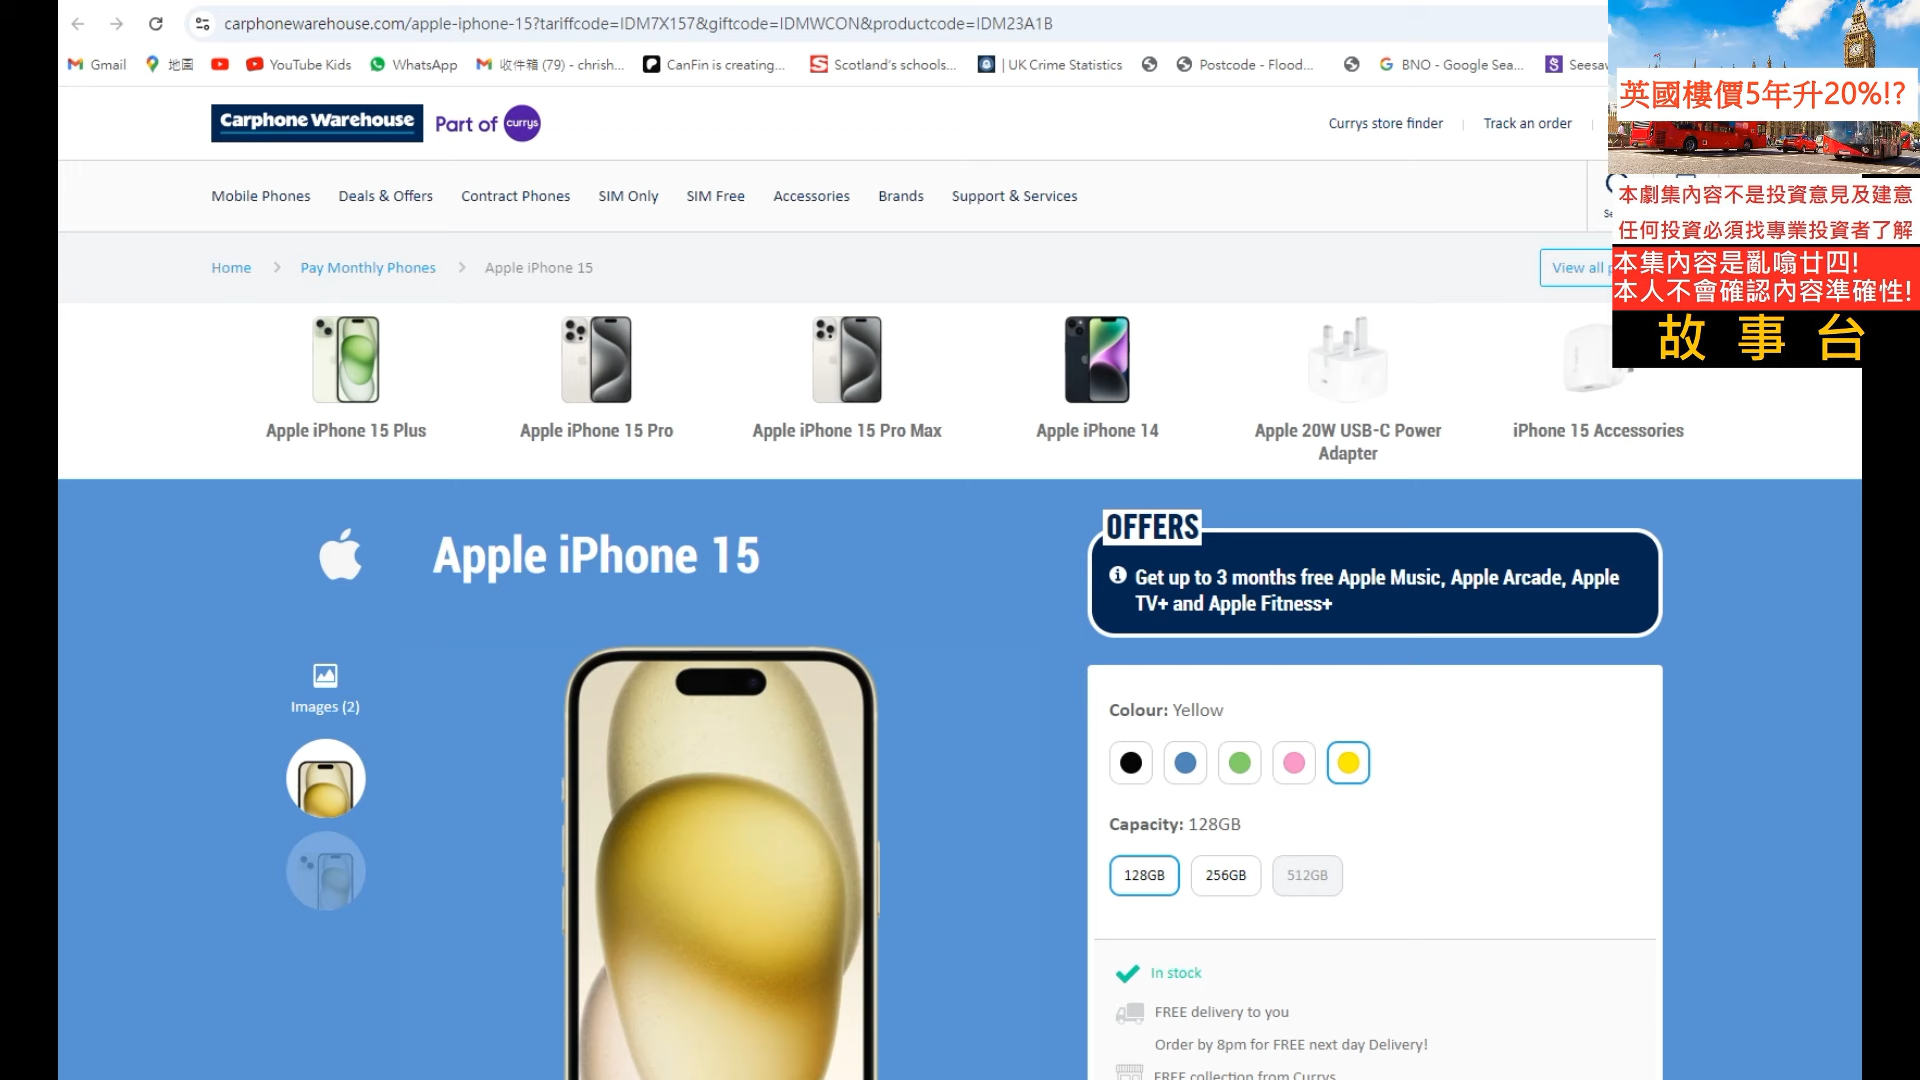 carphonewarehouse.com/apple-iphone-15?tariffcode=IDM7X157&giftcode=IDMWCON&productcode=IDM23A1B
Gmail
地圖
YouTube Kids
WhatsApp
收件箱 (79) - chrish...
CanFin is creating...
Scotland's schools...
| UK Crime Statistics
Postcode - Flood...
BNO - Google Sea...
英國樓價5年升20%!?
Carphone Warehouse
Part of currys
Currys store finder
Track an order
Mobile Phones
Deals & Offers
Contract Phones
SIM Only
SIM Free
Accessories
Brands
Support & Services
本劇集內容不是投資意見及建意
任何投資必須找專業投資者了解
本集內容是亂噏廿四!
本人不會確認內容準確性!
故事台
Home
Pay Monthly Phones
Apple iPhone 15
View all
Apple iPhone 15 Plus
Apple iPhone 15 Pro
Apple iPhone 15 Pro Max
Apple iPhone 14
Apple 20W USB-C Power
Adapter
iPhone 15 Accessories
Apple iPhone 15
OFFERS
Get up to 3 months free Apple Music, Apple Arcade, Apple
TV+ and Apple Fitness+
Images (2)
Colour: Yellow
Capacity: 128GB
128GB
256GB
512GB
In stock
FREE delivery to you
Order by 8pm for FREE next day Delivery!
FREE collection from Currys